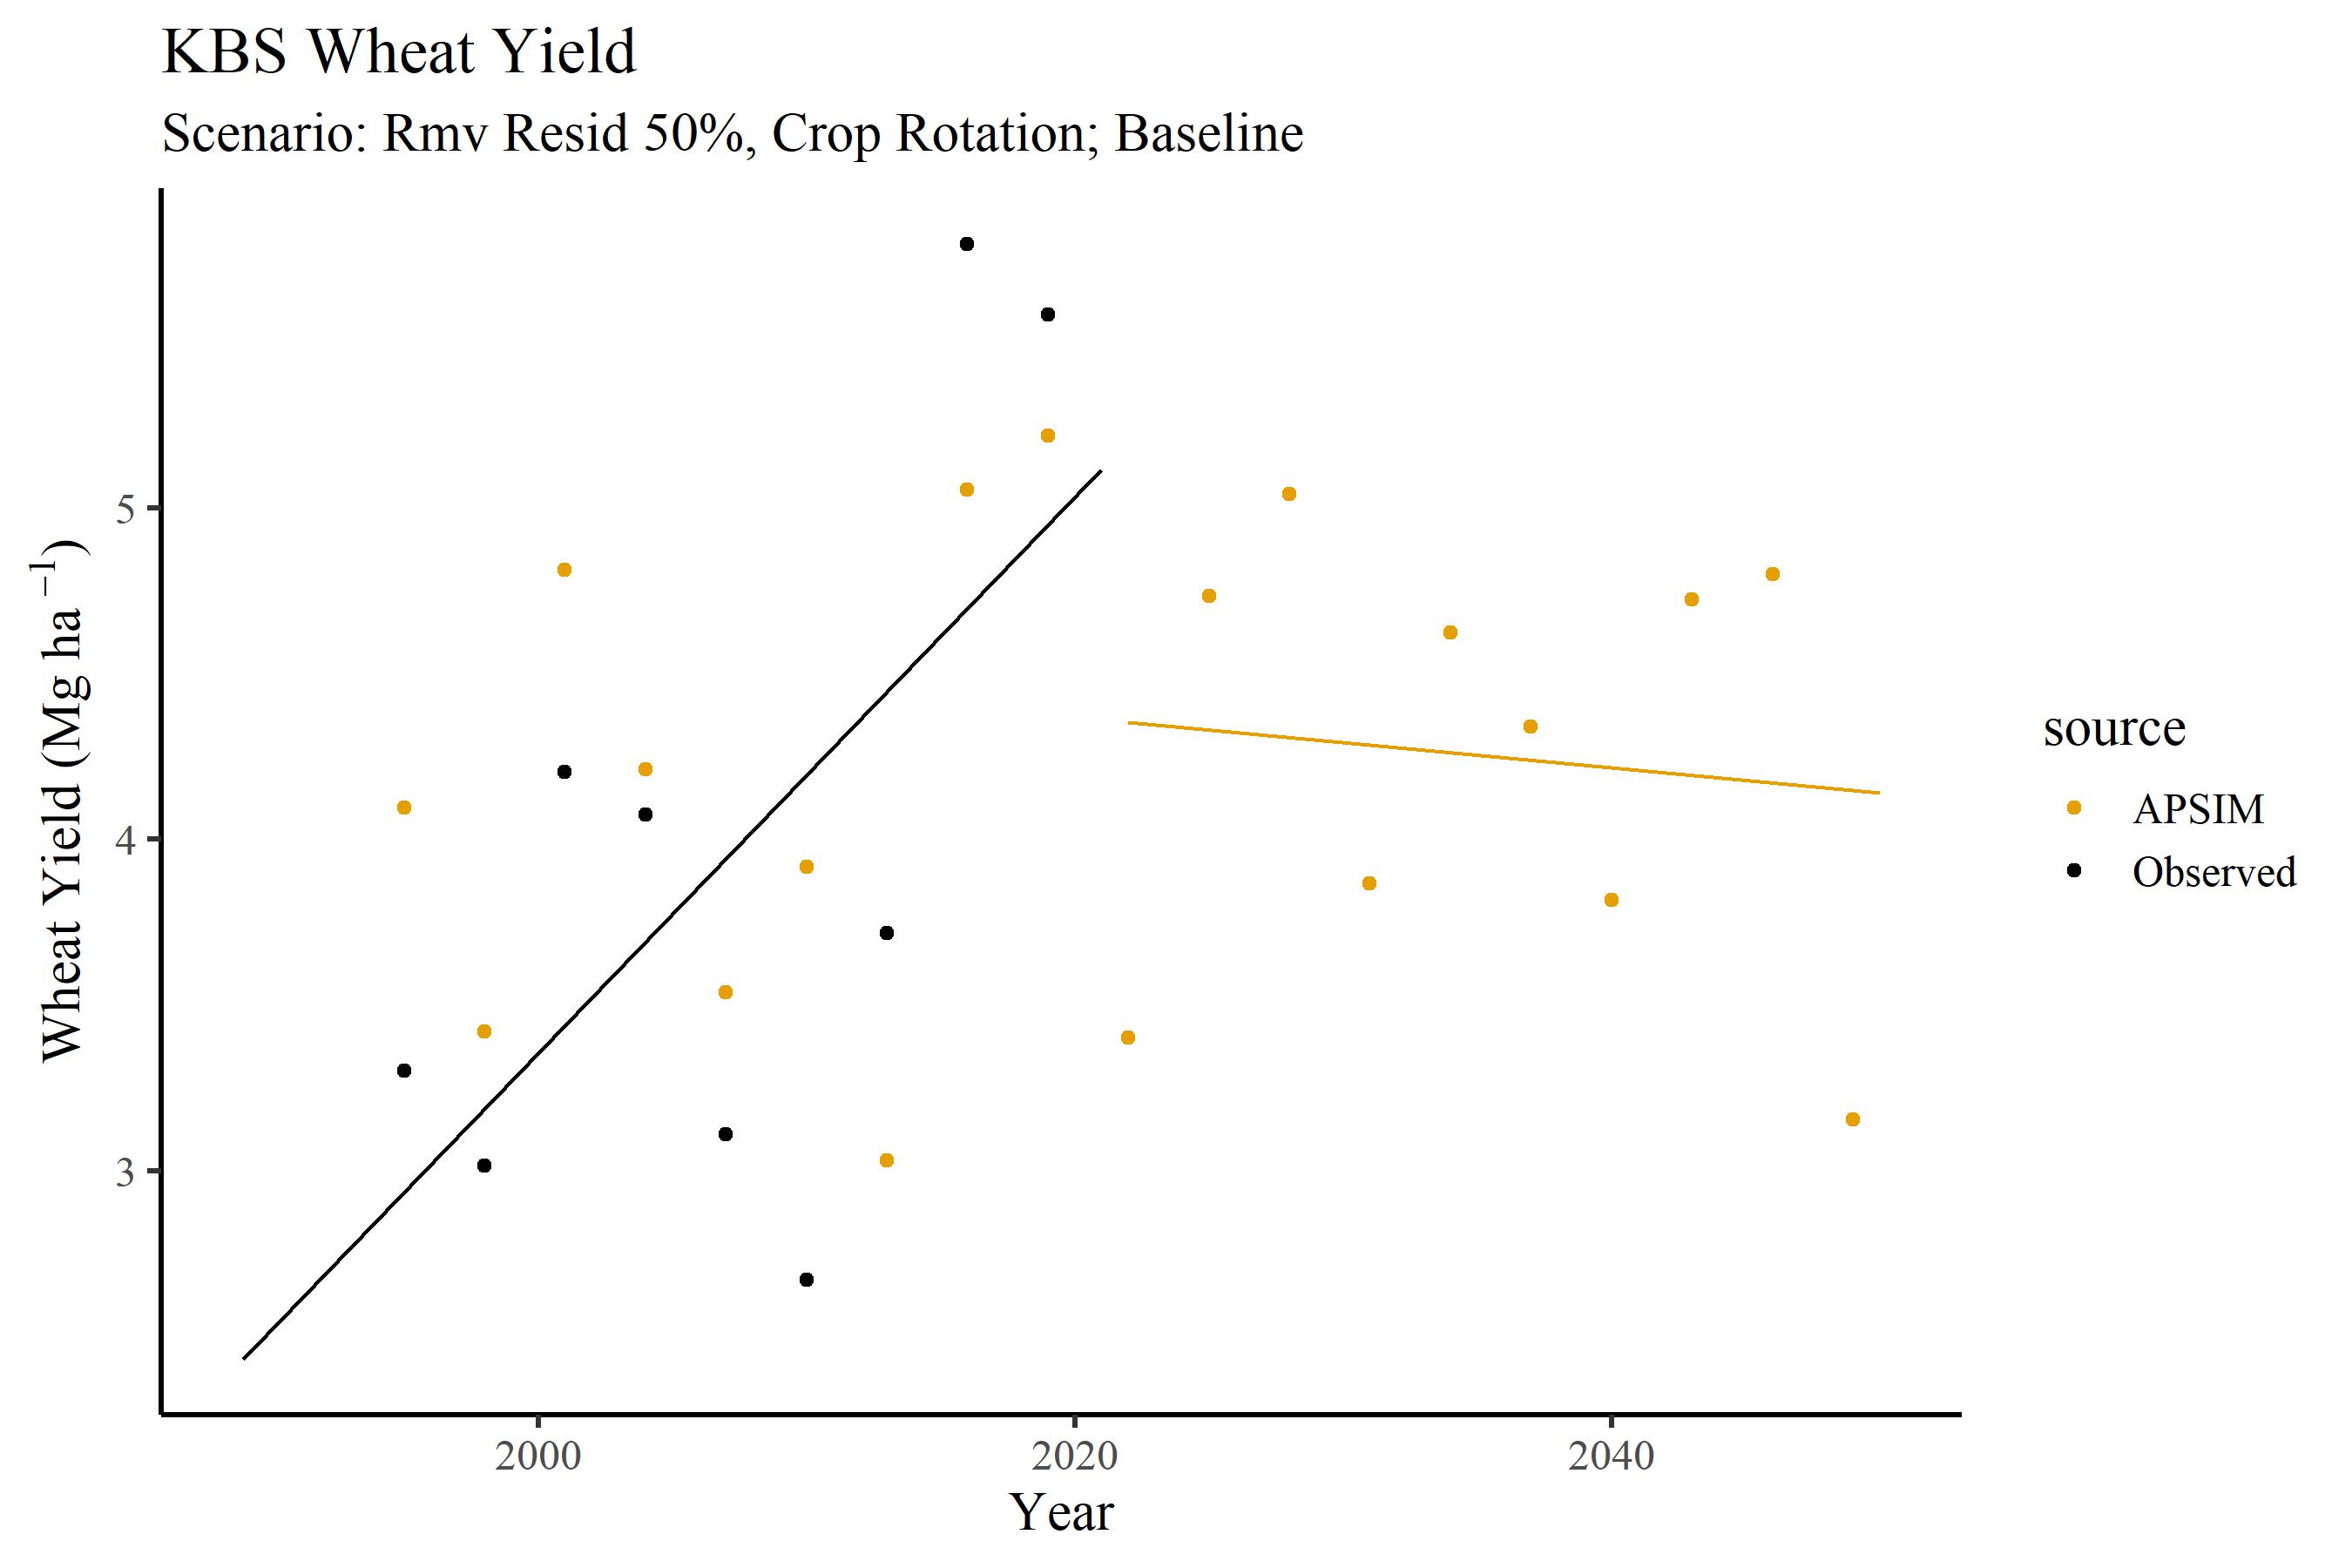 KBS Wheat Yield
Scenario: Rmv Resid 50%, Crop Rotation; Baseline
Wheat Yield (Mg ha⁻¹)
5
4
3
2000
2020
2040
Year
source
APSIM
Observed